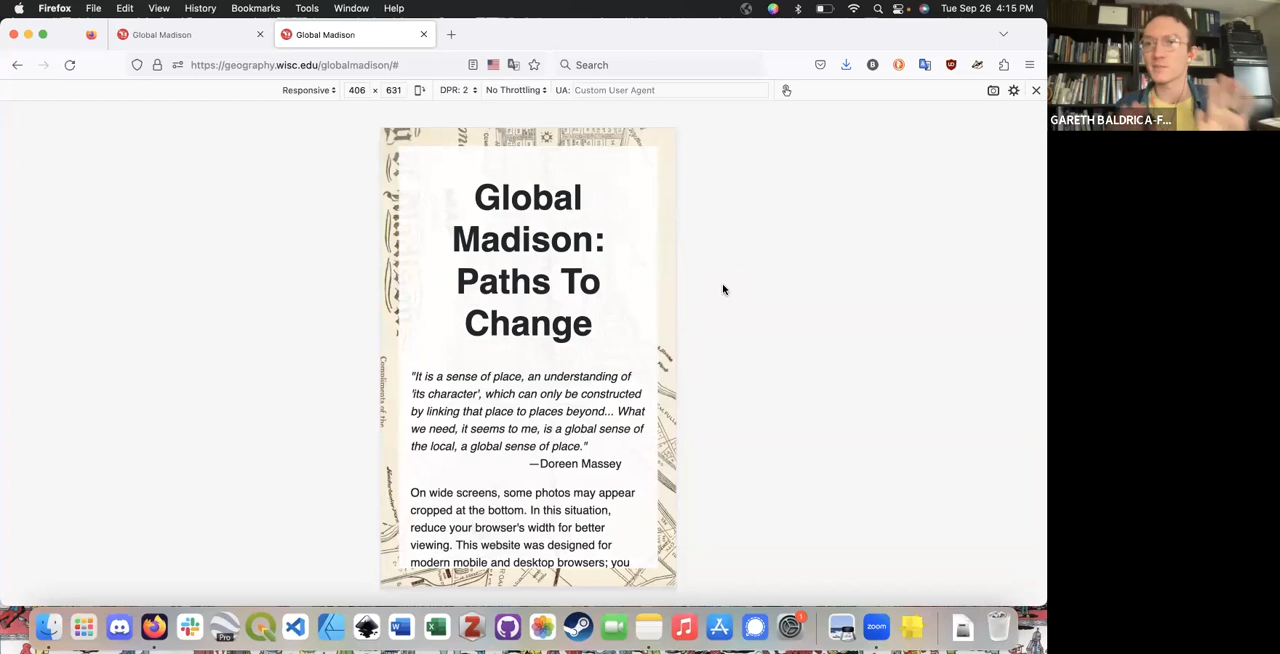 Firefox File Edit View History Bookmarks Tools Window Help
Tue Sep 26 4:15 PM
Global Madison
Global Madison
https://geography.wisc.edu/globalmadison/#
Search
Responsive 406 × 631 DPR: 2 No Throttling UA: Custom User Agent
GARETH BALDRICA-F...
Global
Madison:
Paths To
Change
"It is a sense of place, an understanding of
'its character', which can only be constructed
by linking that place to places beyond... What
we need, it seems to me, is a global sense of
the local, a global sense of place."
—Doreen Massey
On wide screens, some photos may appear
cropped at the bottom. In this situation,
reduce your browser's width for better
viewing. This website was designed for
modern mobile and desktop browsers; you
Compliments of the
Pro
zoom
1